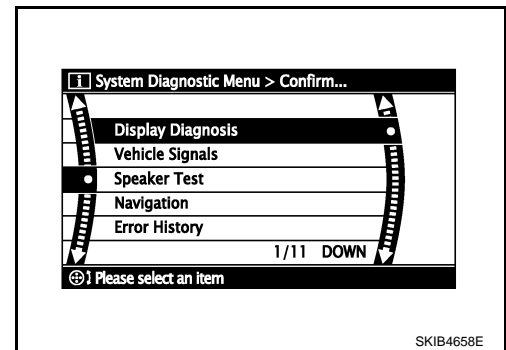 i System Diagnostic Menu > Confirm...
Display Diagnosis
Vehicle Signals
Speaker Test
Navigation
Error History
1/11 DOWN
Please select an item
SKIB4658E